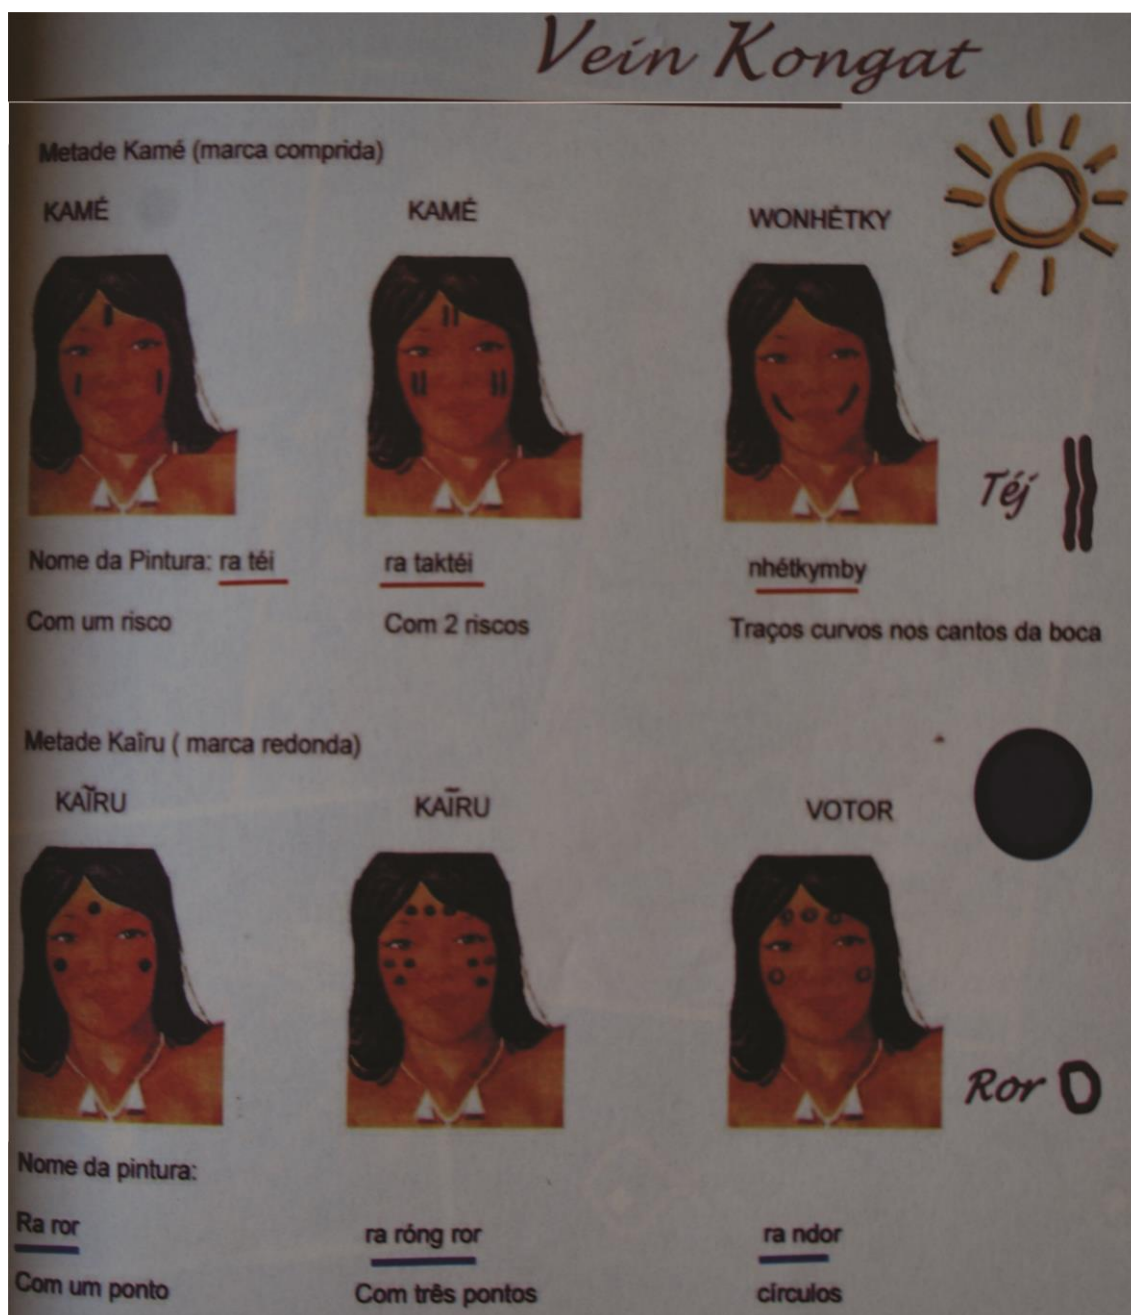 Vein Kongat
Metade Kamé (marca comprida)
KAMÉ KAMÉ WONHÉTKY
Téj
Nome da Pintura: ra téi ra taktéi nhétkymby
Com um risco Com 2 riscos Traços curvos nos cantos da boca
Metade Kaîru ( marca redonda)
KAĨRU KAĨRU VOTOR
Ror
Nome da pintura:
Ra ror ra róng ror ra ndor
Com um ponto Com três pontos círculos